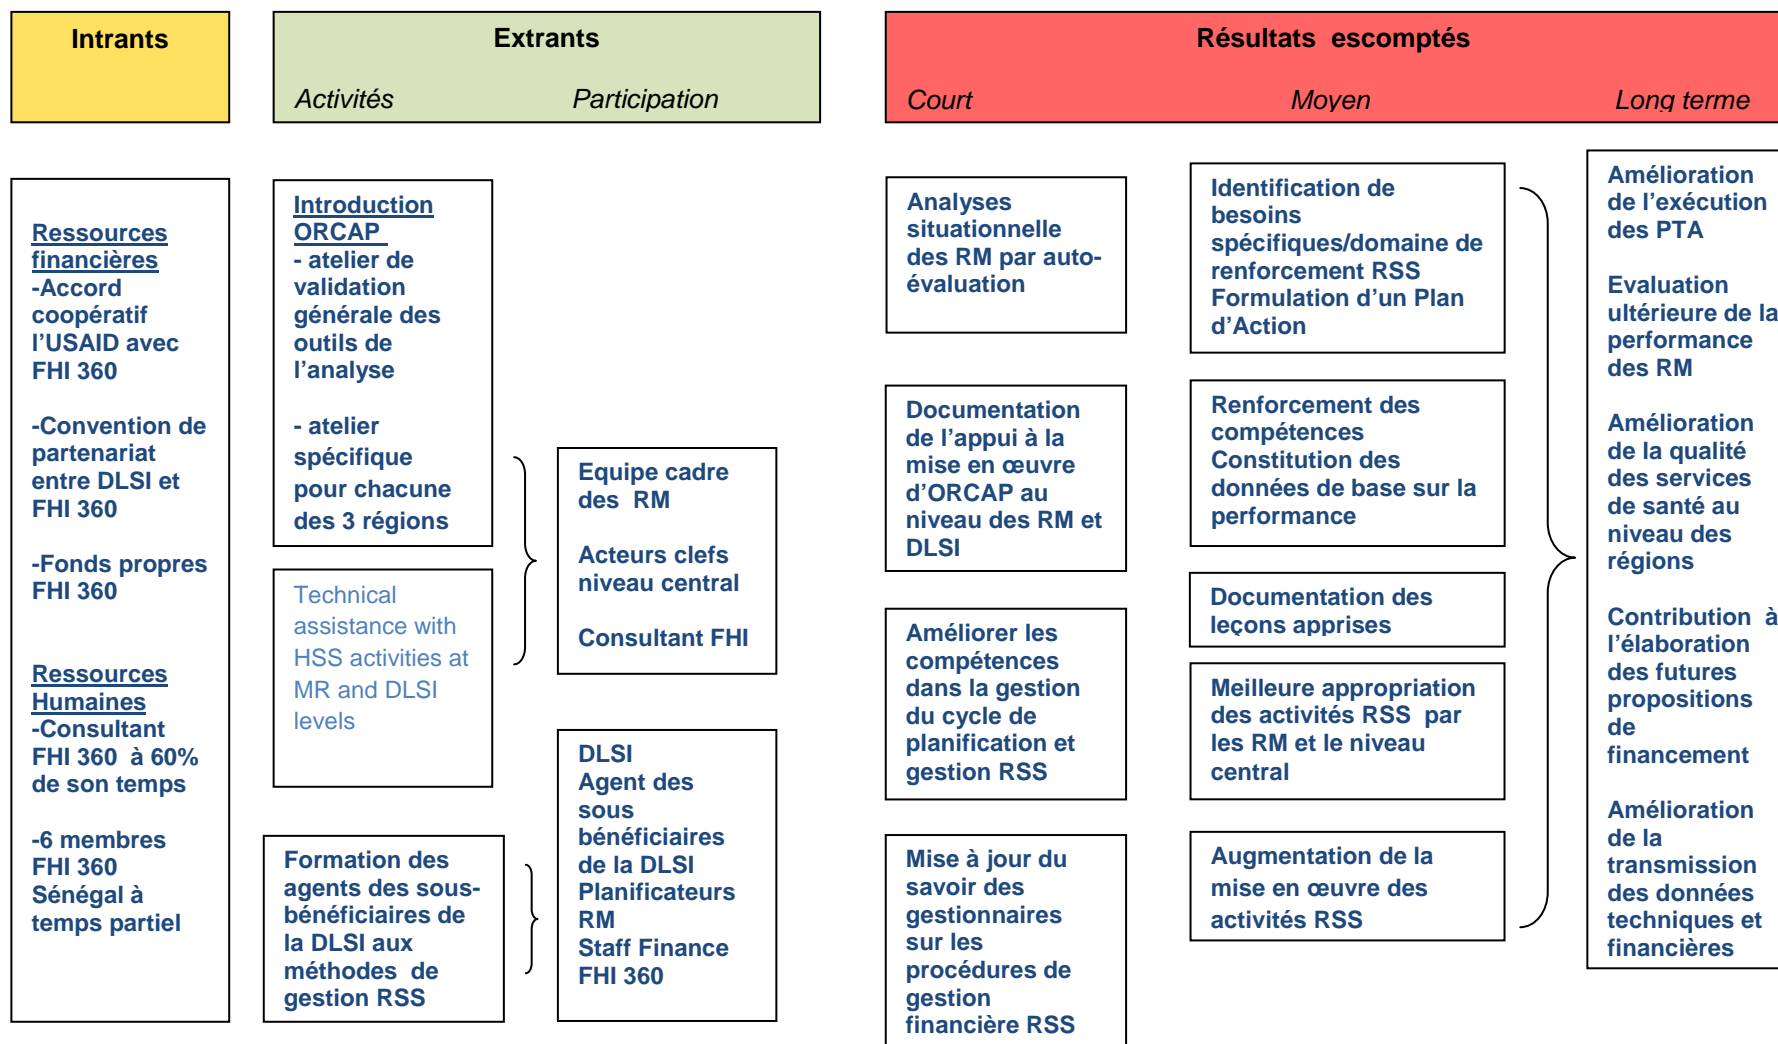 Intrants
Extrants
Activités
Participation
Résultats escomptés
Court
Moyen
Long terme
Ressources
financières
-Accord
coopératif
l’USAID avec
FHI 360
-Convention de
partenariat
entre DLSI et
FHI 360
-Fonds propres
FHI 360
Ressources
Humaines
-Consultant
FHI 360 à 60%
de son temps
-6 membres
FHI 360
Sénégal à
temps partiel
Introduction
ORCAP
- atelier de
validation
générale des
outils de
l’analyse
- atelier
spécifique
pour chacune
des 3 régions
Technical
assistance with
HSS activities at
MR and DLSI
levels
Formation des
agents des sous-
bénéficiaires de
la DLSI aux
méthodes de
gestion RSS
Equipe cadre
des RM
Acteurs clefs
niveau central
Consultant FHI
DLSI
Agent des
sous
bénéficiaires
de la DLSI
Planificateurs
RM
Staff Finance
FHI 360
Analyses
situationnelle
des RM par auto-
évaluation
Documentation
de l’appui à la
mise en œuvre
d’ORCAP au
niveau des RM et
DLSI
Améliorer les
compétences
dans la gestion
du cycle de
planification et
gestion RSS
Mise à jour du
savoir des
gestionnaires
sur les
procédures de
gestion
financière RSS
Identification de
besoins
spécifiques/domaine de
renforcement RSS
Formulation d’un Plan
d’Action
Renforcement des
compétences
Constitution des
données de base sur la
performance
Documentation des
leçons apprises
Meilleure appropriation
des activités RSS par
les RM et le niveau
central
Augmentation de la
mise en œuvre des
activités RSS
Amélioration
de l’exécution
des PTA
Evaluation
ultérieure de la
performance
des RM
Amélioration
de la qualité
des services
de santé au
niveau des
régions
Contribution à
l’élaboration
des futures
propositions
de
financement
Amélioration
de la
transmission
des données
techniques et
financières